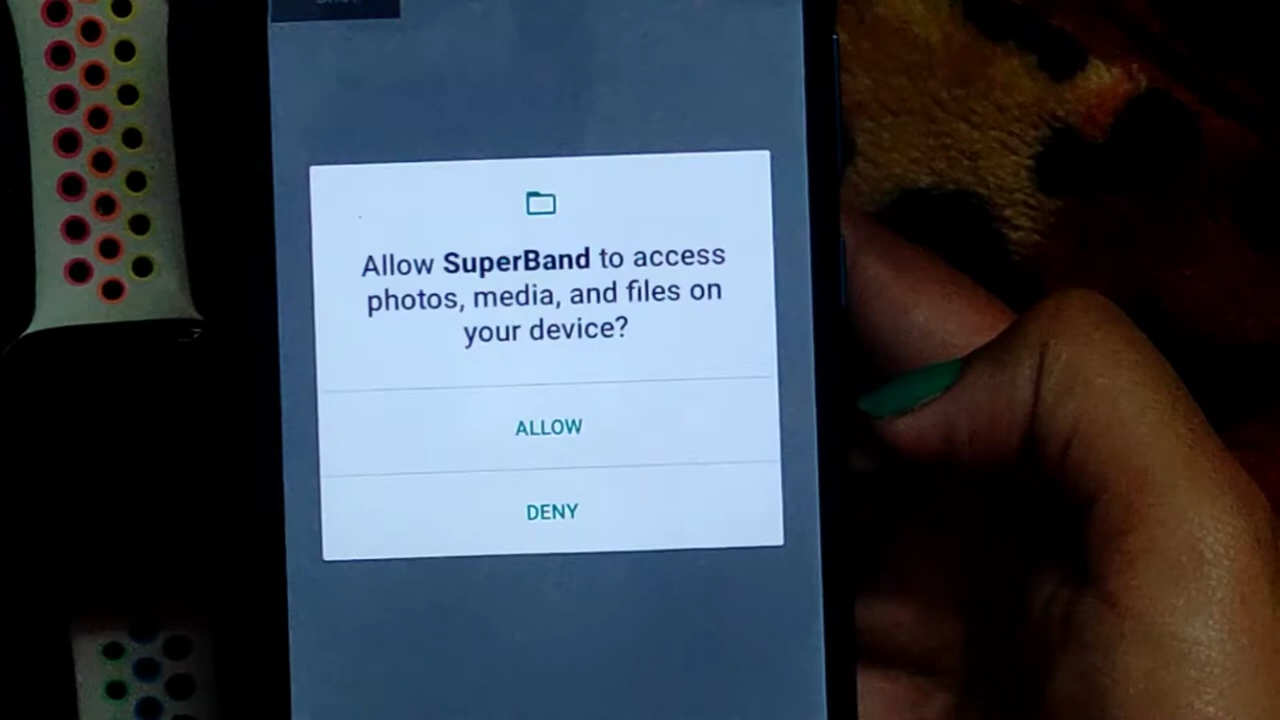 Allow SuperBand to access
photos, media, and files on
your device?
ALLOW
DENY